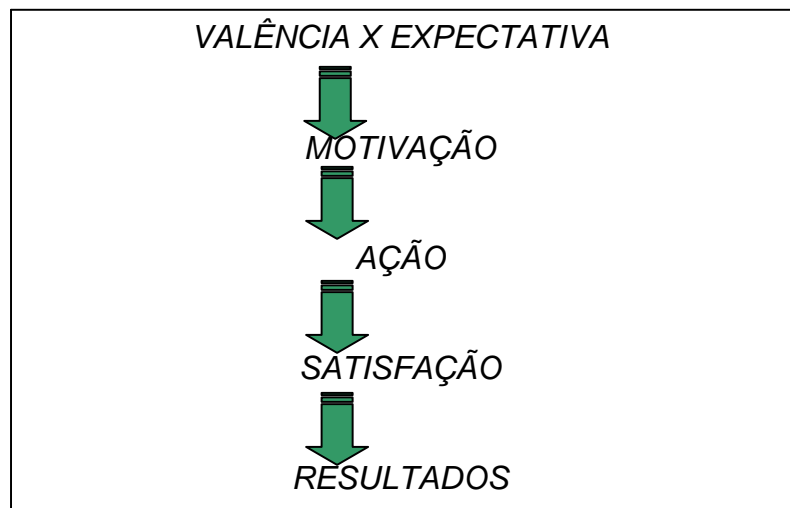 VALÊNCIA X EXPECTATIVA
MOTIVAÇÃO
AÇÃO
SATISFAÇÃO
RESULTADOS